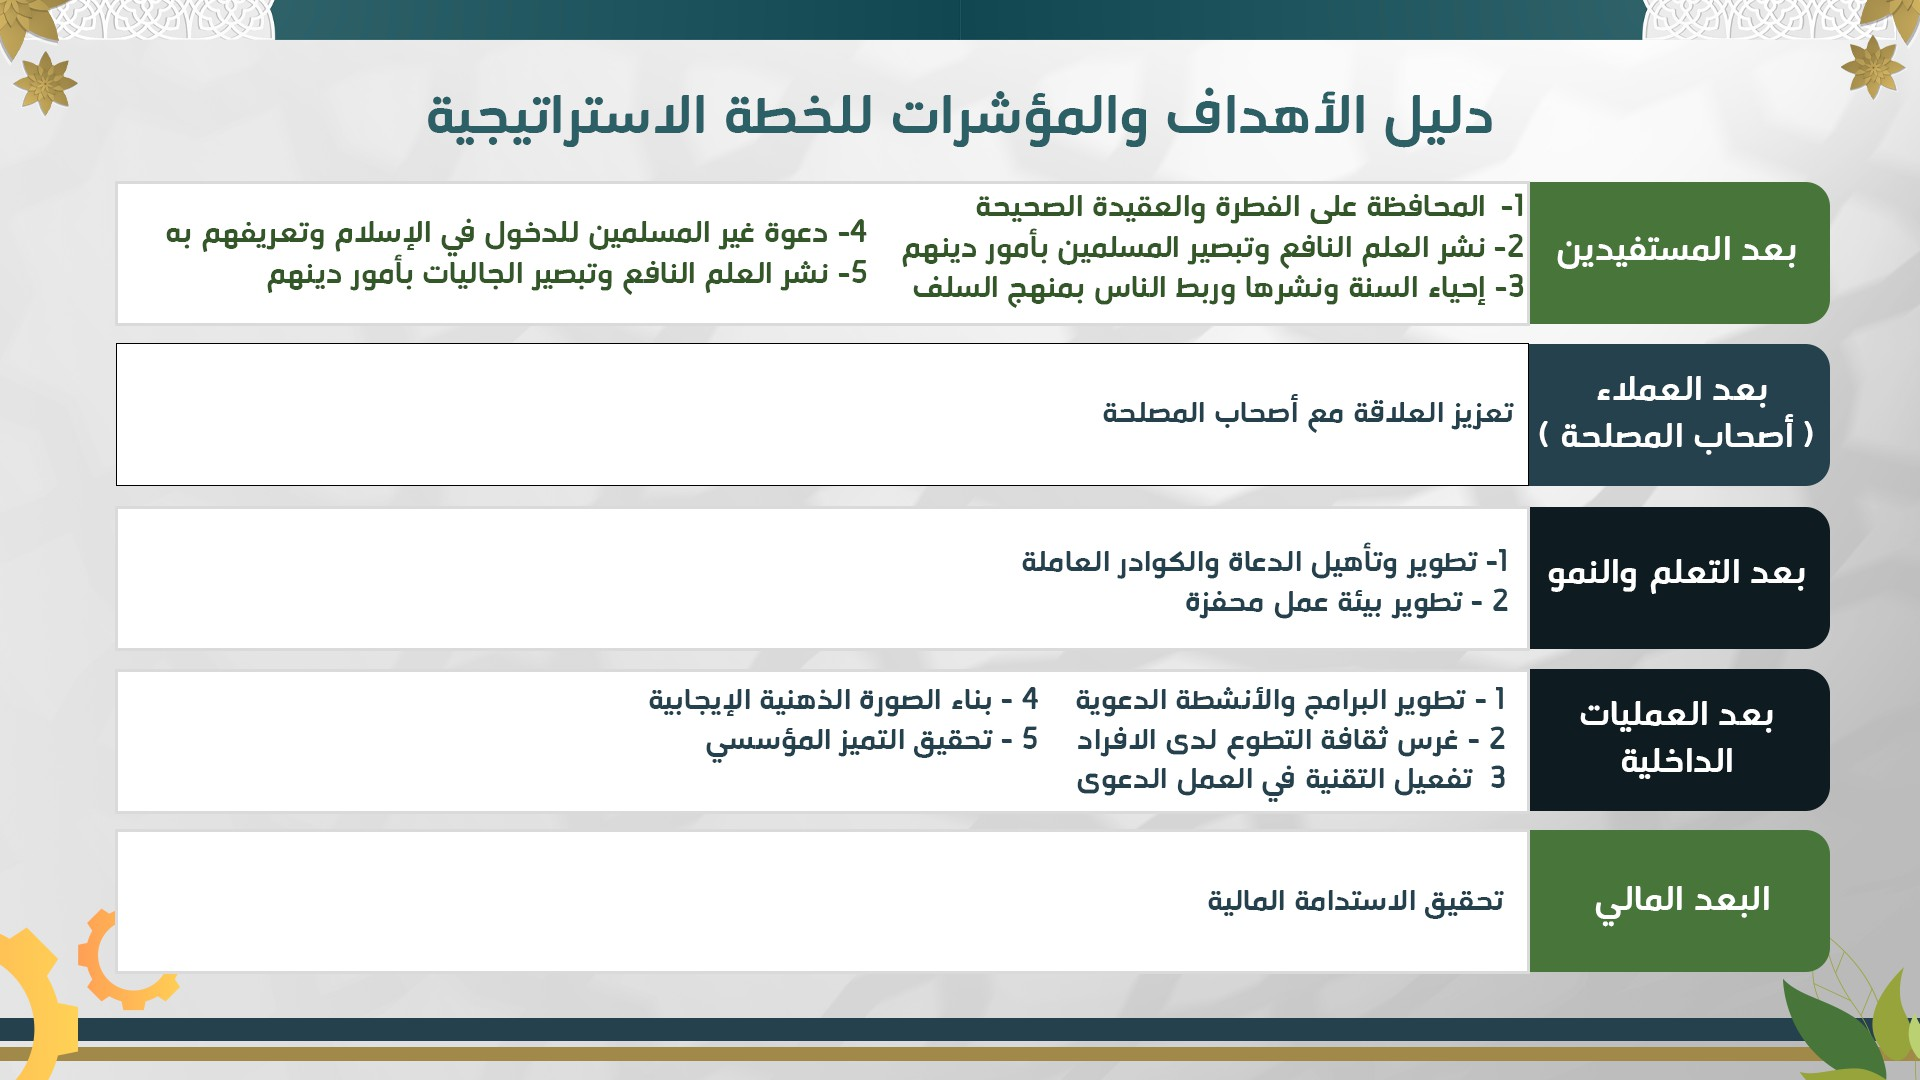 دليل الأهداف والمؤشرات للخطة الاستراتيجية
بعد المستفيدين
1- المحافظة على الفطرة والعقيدة الصحيحة
2- نشر العلم النافع وتبصير المسلمين بأمور دينهم
3- إحياء السنة ونشرها وربط الناس بمنهج السلف
4- دعوة غير المسلمين للدخول في الإسلام وتعريفهم به
5- نشر العلم النافع وتبصير الجاليات بأمور دينهم
بعد العملاء
( أصحاب المصلحة )
تعزيز العلاقة مع أصحاب المصلحة
بعد التعلم والنمو
1- تطوير وتأهيل الدعاة والكوادر العاملة
2 - تطوير بيئة عمل محفزة
بعد العمليات
الداخلية
1 - تطوير البرامج والأنشطة الدعوية
2 - غرس ثقافة التطوع لدى الافراد
3 تفعيل التقنية في العمل الدعوى
4 - بناء الصورة الذهنية الإيجابية
5 - تحقيق التميز المؤسسي
البعد المالي
تحقيق الاستدامة المالية